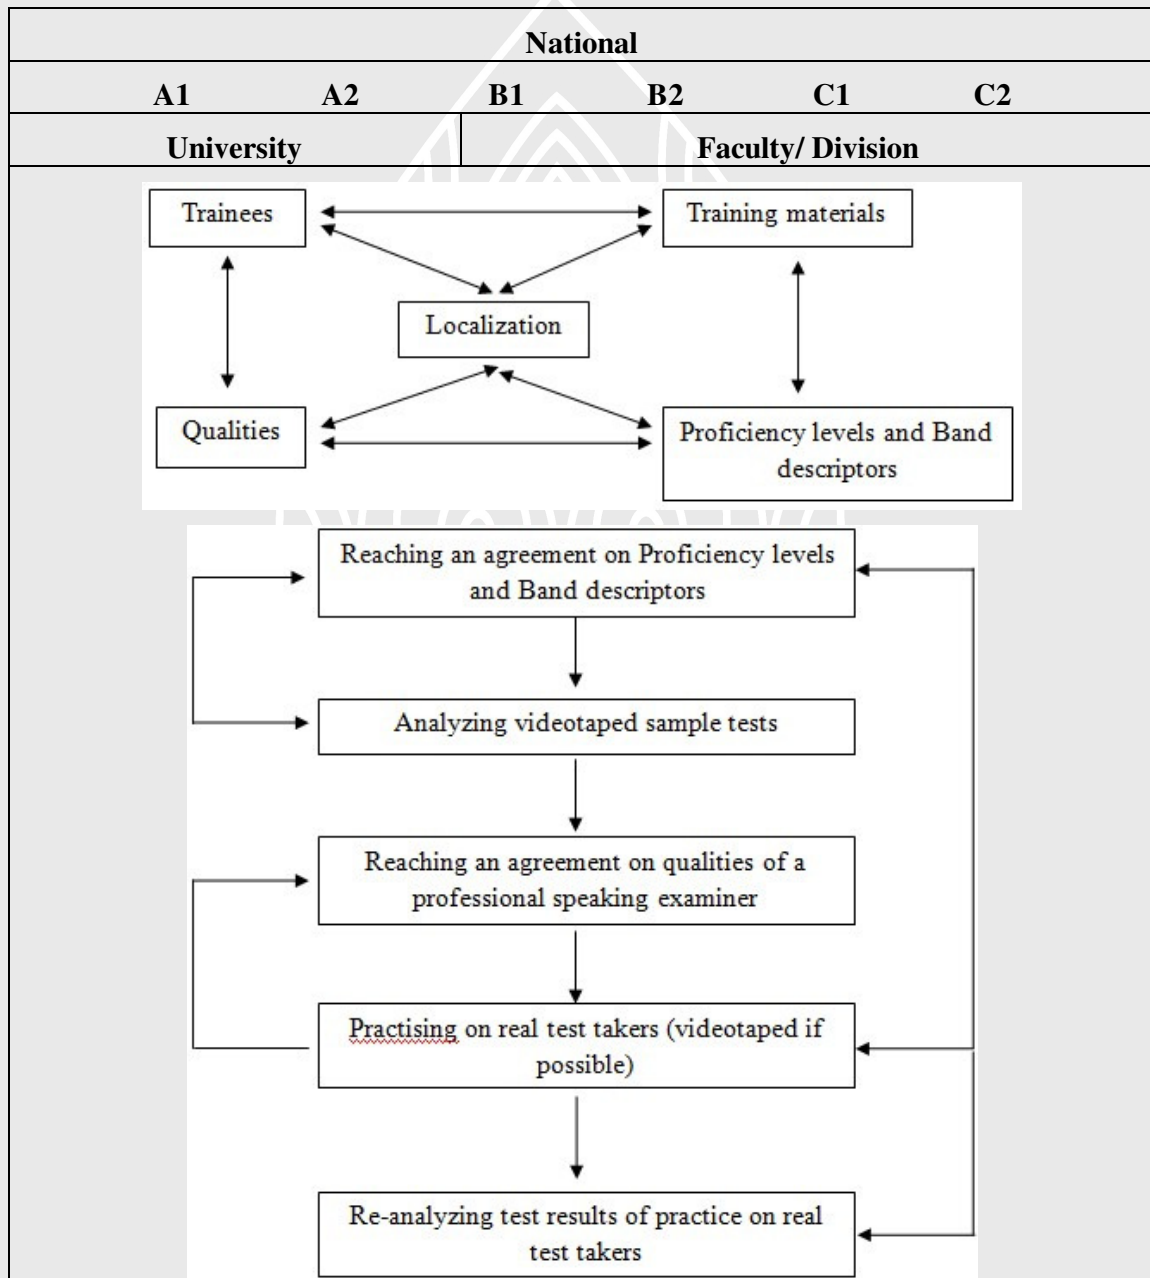 National
A1 A2 B1 B2 C1 C2
University Faculty/ Division
Trainees Training materials
Localization
Qualities
Proficiency levels and Band
descriptors
Reaching an agreement on Proficiency levels
and Band descriptors
Analyzing videotaped sample tests
Reaching an agreement on qualities of a
professional speaking examiner
Practising on real test takers (videotaped if
possible)
Re-analyzing test results of practice on real
test takers